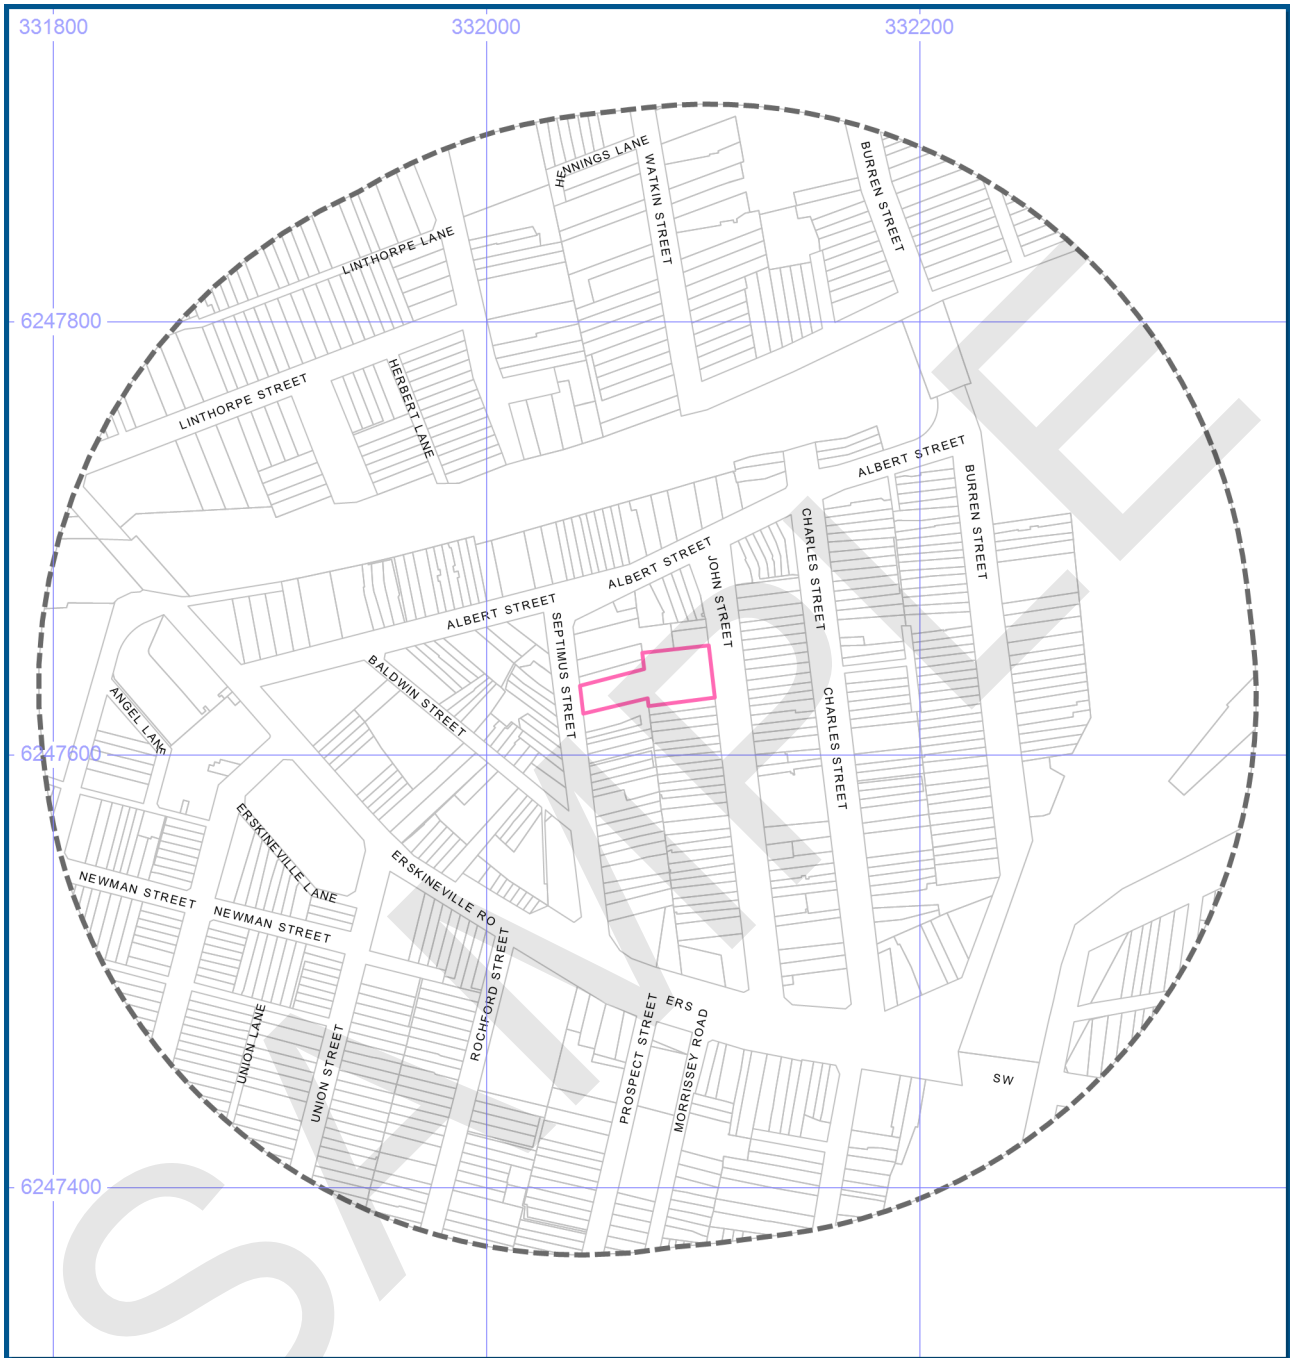 331800
332000
332200
HENNINGS LANE
WATKIN STREET
BURREN STREET
LINTHORPE LANE
6247800
HERBERT LANE
LINTHORPE STREET
ALBERT STREET
BURREN STREET
CHARLES STREET
ALBERT STREET
JOHN STREET
ALBERT STREET
SEPTIMUS STREET
BALDWIN STREET
ANGEL LANE
CHARLES STREET
6247600
ERSKINEVILLE LANE
ERSKINEVILLE RO
NEWMAN STREET
NEWMAN STREET
ROCHFORD STREET
ERS
PROSPECT STREET
MORRISSEY ROAD
UNION LANE
UNION STREET
SW
6247400
SAMPLE